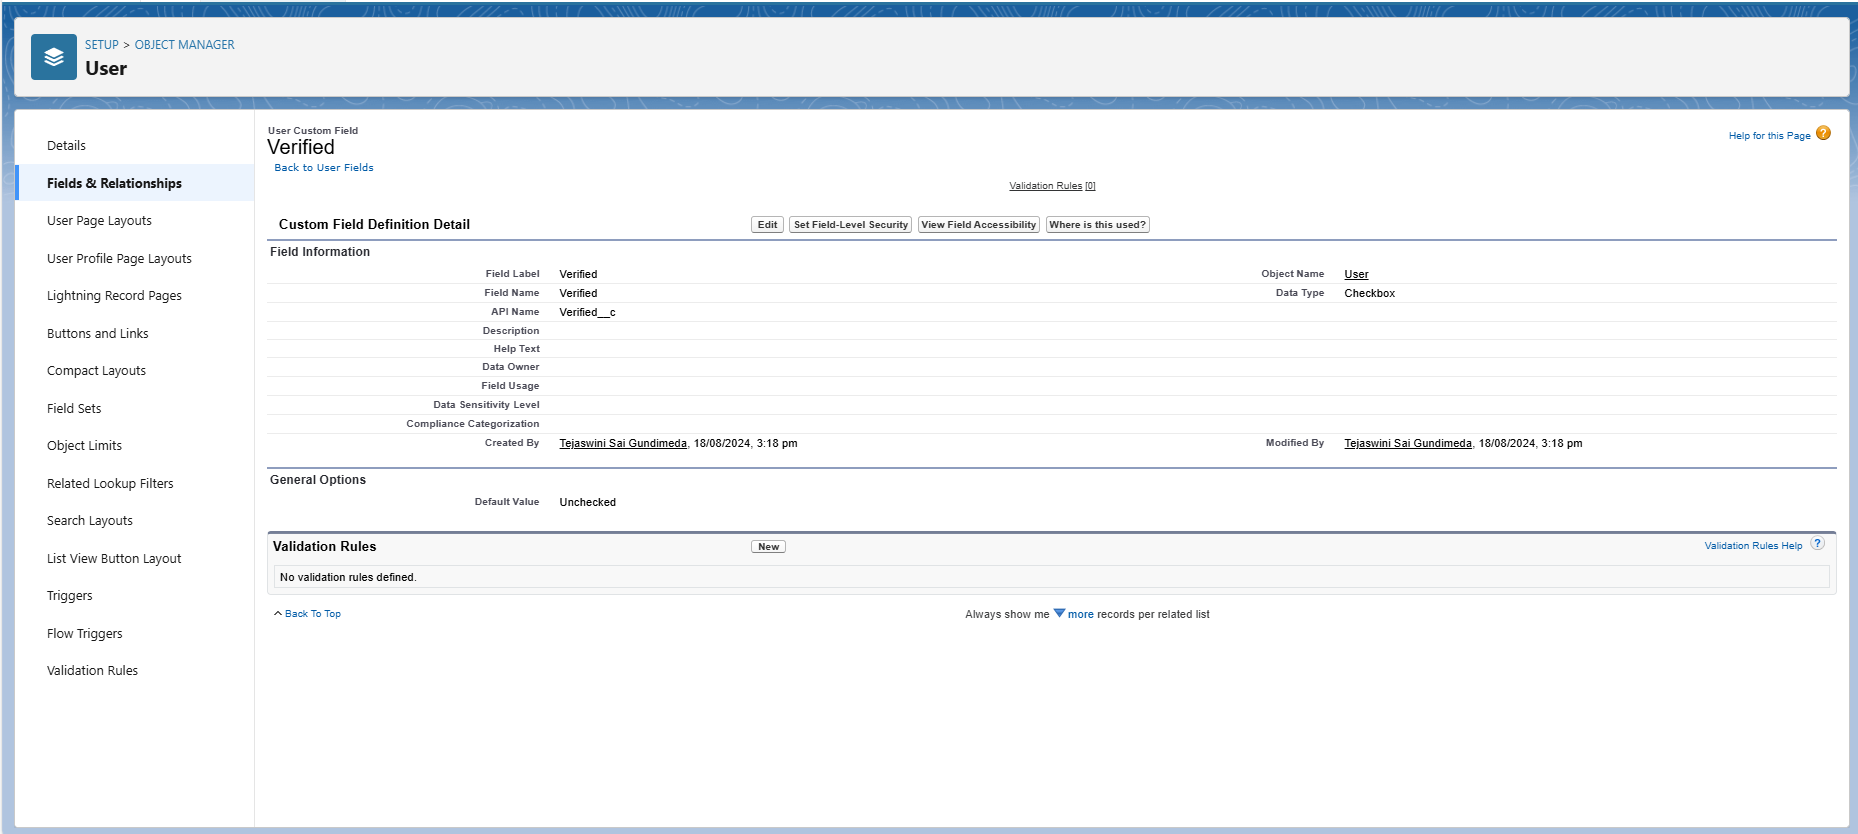 SETUP > OBJECT MANAGER
User
Details
Fields & Relationships
User Page Layouts
User Profile Page Layouts
Lightning Record Pages
Buttons and Links
Compact Layouts
Field Sets
Object Limits
Related Lookup Filters
Search Layouts
List View Button Layout
Triggers
Flow Triggers
Validation Rules
User Custom Field
Verified
Back to User Fields
Help for this Page ?
Validation Rules [0]
Custom Field Definition Detail Edit Set Field-Level Security View Field Accessibility Where is this used?
Field Information
Field Label Verified Object Name User
Field Name Verified Data Type Checkbox
API Name Verified__c
Description
Help Text
Data Owner
Field Usage
Data Sensitivity Level
Compliance Categorization
Created By Tejaswini Sai Gundimeda, 18/08/2024, 3:18 pm Modified By Tejaswini Sai Gundimeda, 18/08/2024, 3:18 pm
General Options
Default Value Unchecked
Validation Rules New Validation Rules Help ?
No validation rules defined.
Back To Top Always show me more records per related list